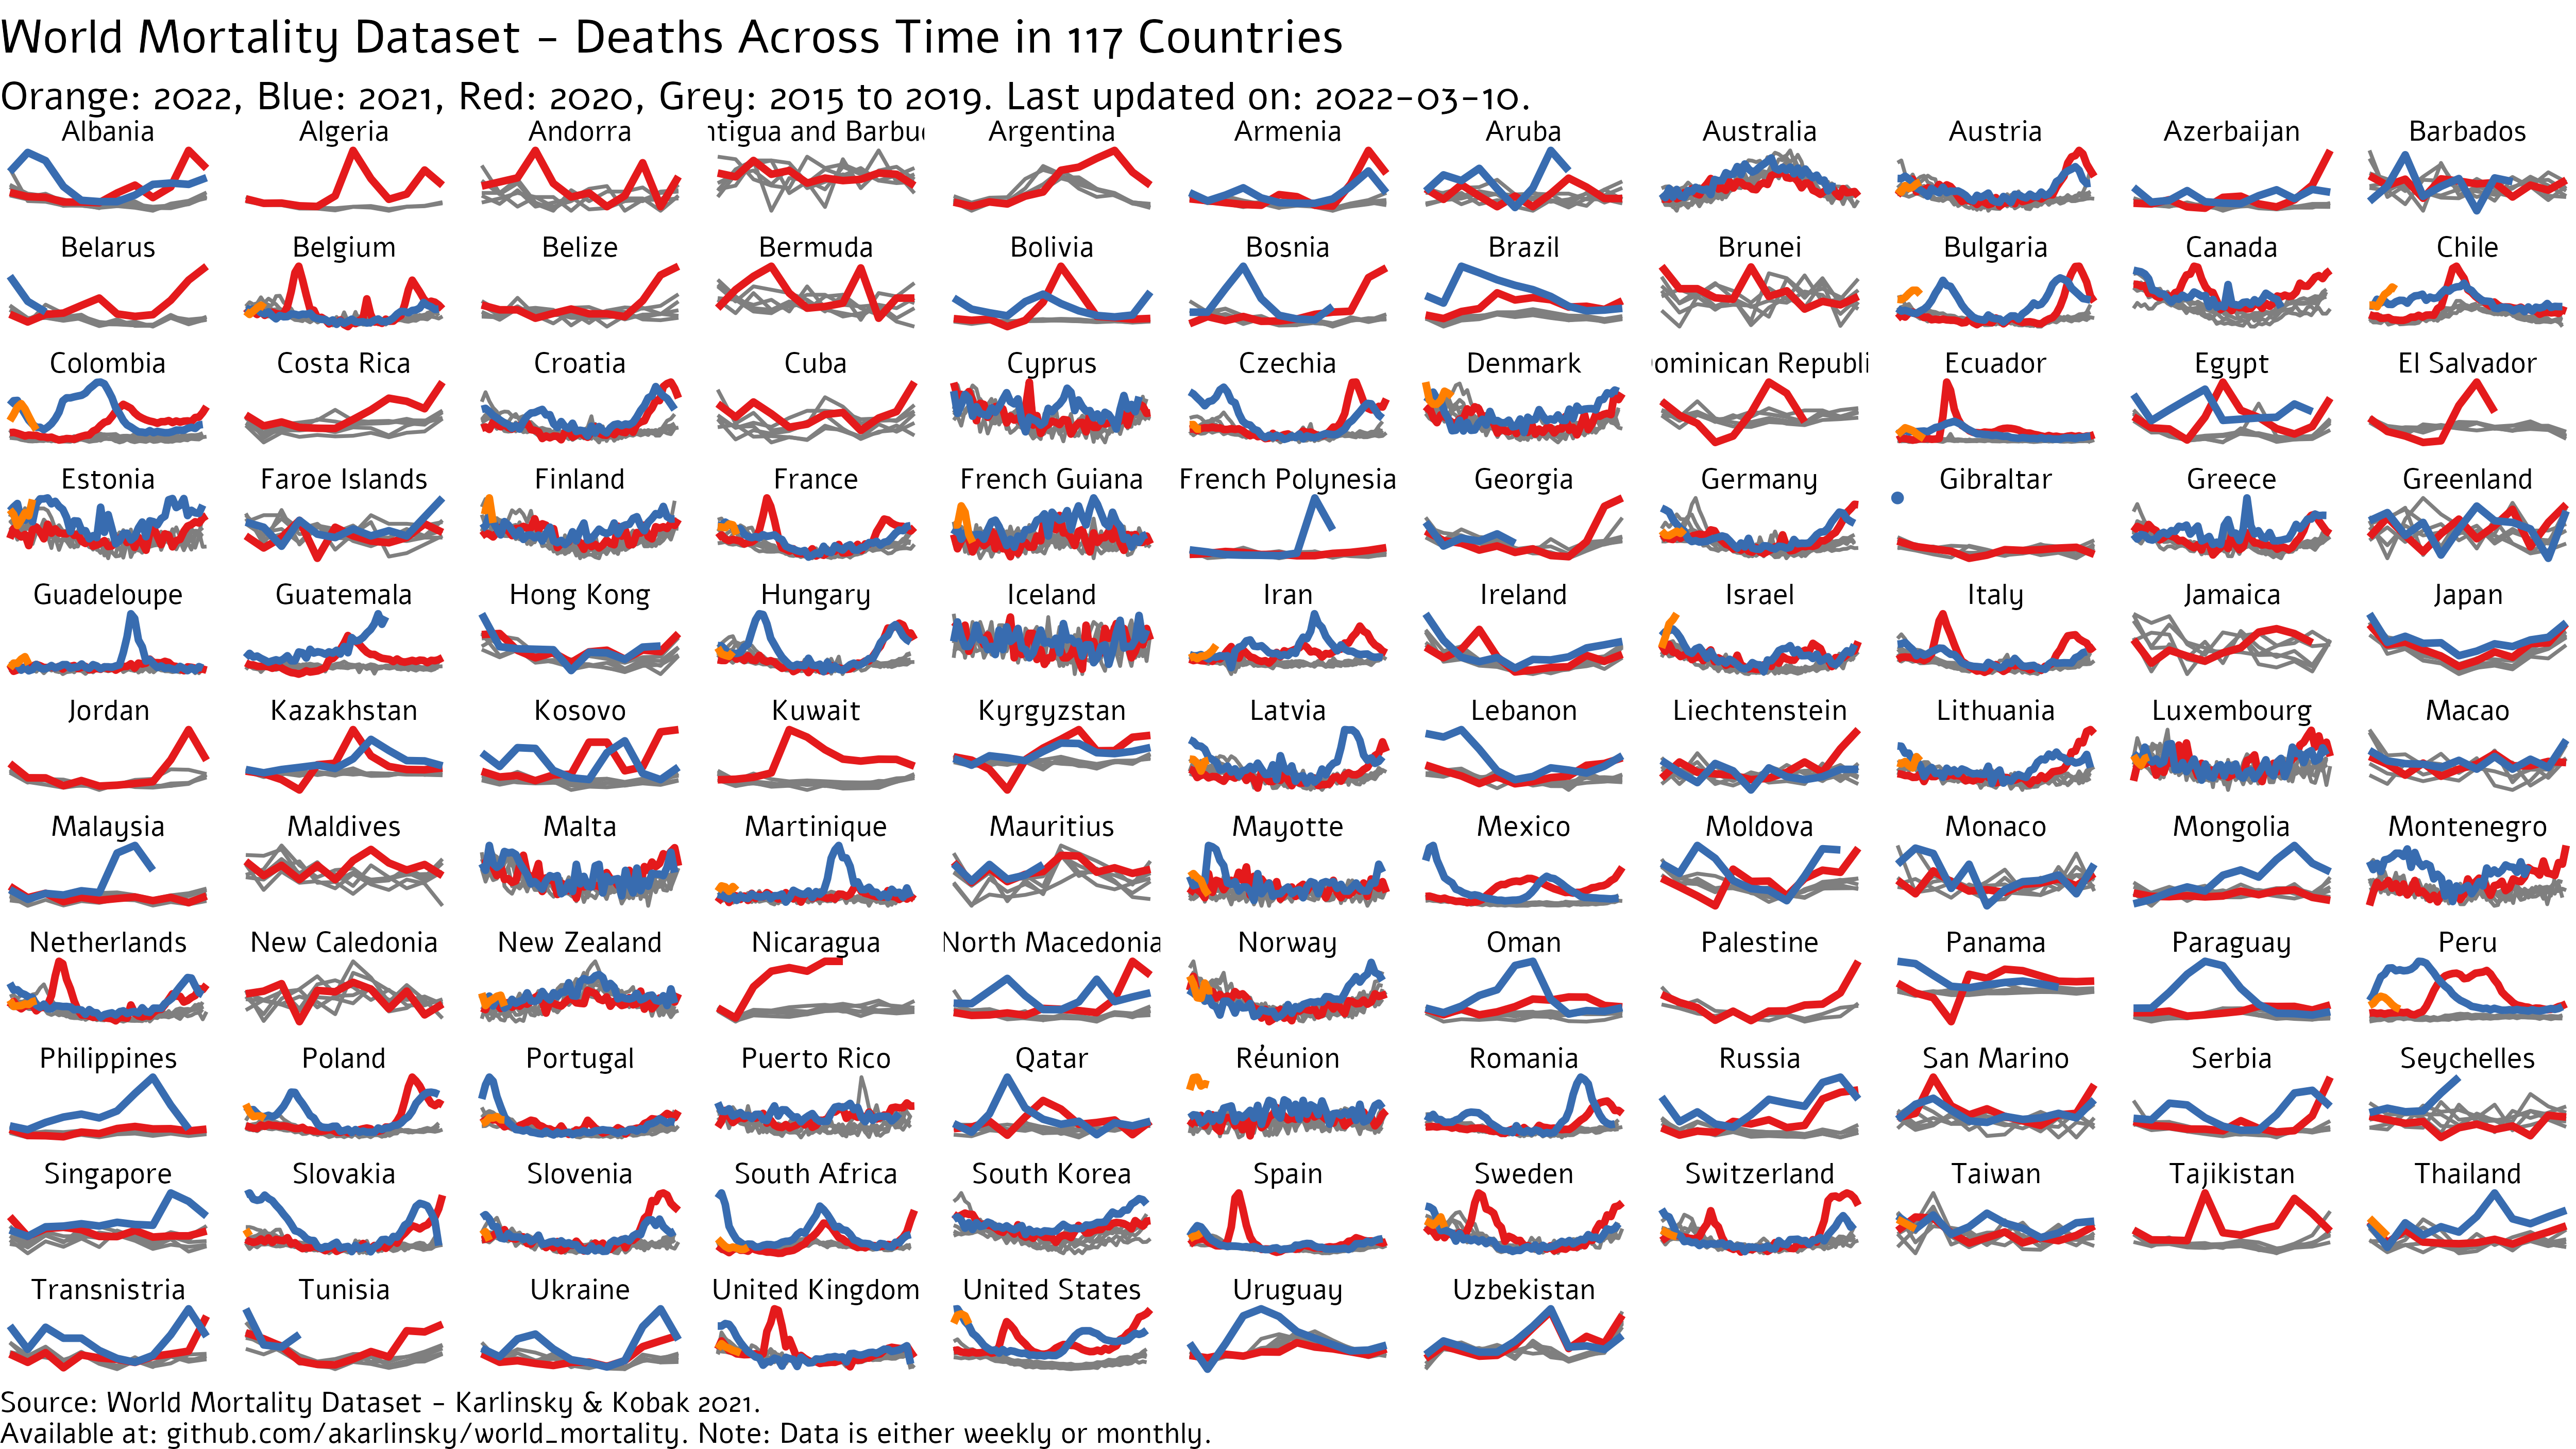 World Mortality Dataset - Deaths Across Time in 117 Countries
Orange: 2022, Blue: 2021, Red: 2020, Grey: 2015 to 2019. Last updated on: 2022-03-10.
Albania Algeria Andorra ntigua and Barbu Argentina Armenia Aruba Australia Austria Azerbaijan Barbados
Belarus Belgium Belize Bermuda Bolivia Bosnia Brazil Brunei Bulgaria Canada Chile
Colombia Costa Rica Croatia Cuba Cyprus Czechia Denmark ominican Republi Ecuador Egypt El Salvador
Estonia Faroe Islands Finland France French Guiana French Polynesia Georgia Germany Gibraltar Greece Greenland
Guadeloupe Guatemala Hong Kong Hungary Iceland Iran Ireland Israel Italy Jamaica Japan
Jordan Kazakhstan Kosovo Kuwait Kyrgyzstan Latvia Lebanon Liechtenstein Lithuania Luxembourg Macao
Malaysia Maldives Malta Martinique Mauritius Mayotte Mexico Moldova Monaco Mongolia Montenegro
Netherlands New Caledonia New Zealand Nicaragua North Macedonia Norway Oman Palestine Panama Paraguay Peru
Philippines Poland Portugal Puerto Rico Qatar Réunion Romania Russia San Marino Serbia Seychelles
Singapore Slovakia Slovenia South Africa South Korea Spain Sweden Switzerland Taiwan Tajikistan Thailand
Transnistria Tunisia Ukraine United Kingdom United States Uruguay Uzbekistan
Source: World Mortality Dataset - Karlinsky & Kobak 2021.
Available at: github.com/akarlinsky/world_mortality. Note: Data is either weekly or monthly.